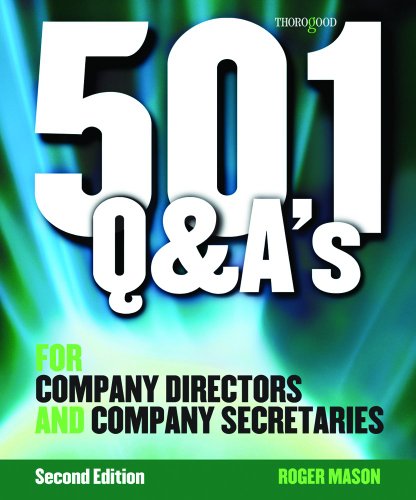 THOROGOOD
501
Q&A's
FOR
COMPANY DIRECTORS
AND COMPANY SECRETARIES
Second Edition
ROGER MASON